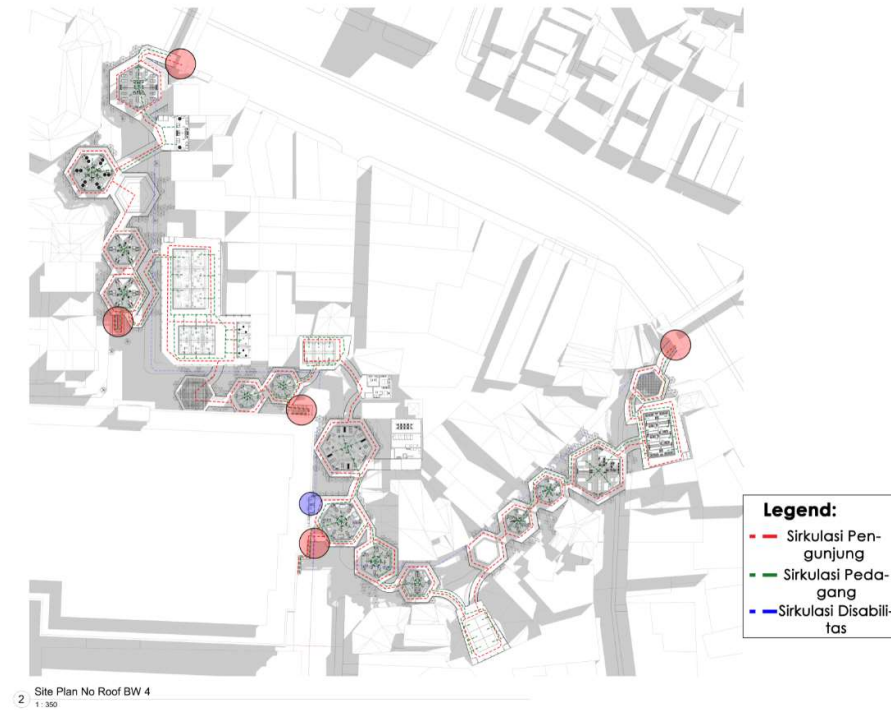 Legend:
Sirkulasi Pen-
gunjung
Sirkulasi Peda-
gang
Sirkulasi Disabili-
tas
2
Site Plan No Roof BW 4
1 : 350